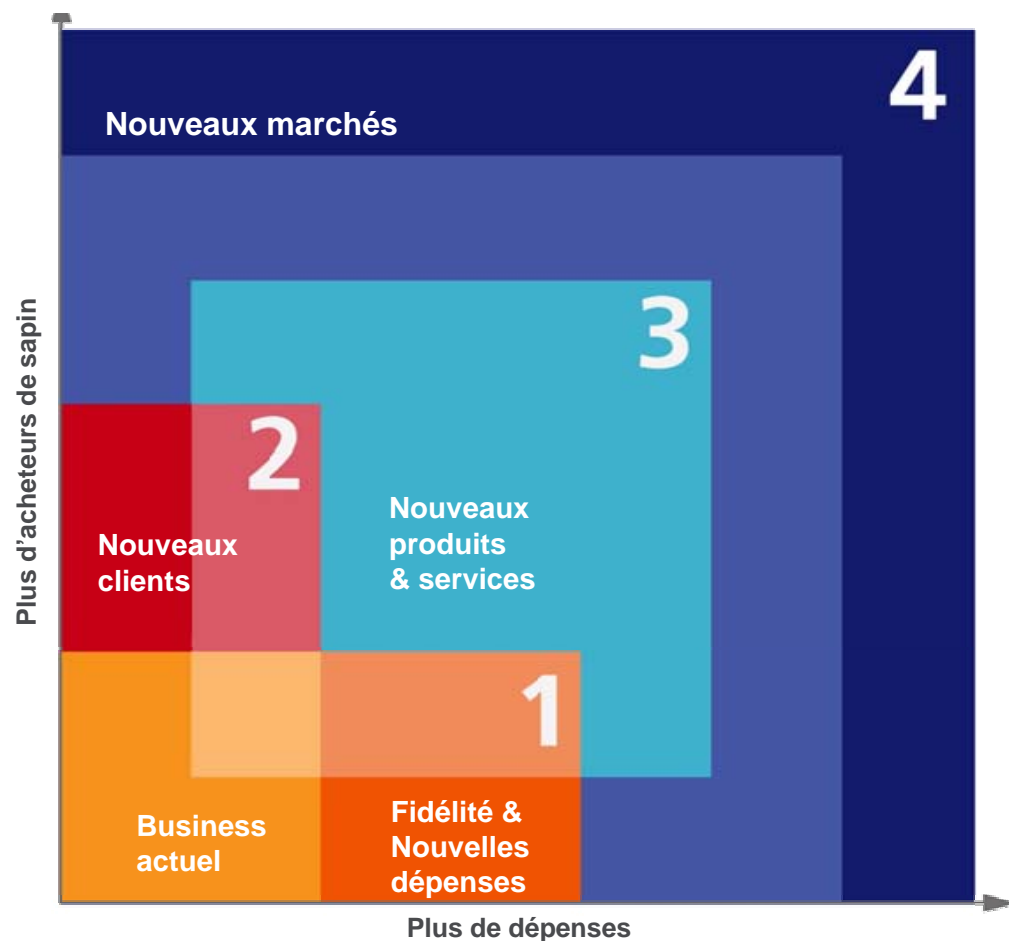 4
Nouveaux marchés
3
2
Nouveaux
produits
& services
Nouveaux
clients
1
Business
actuel
Fidélité &
Nouvelles
dépenses
Plus d’acheteurs de sapin
Plus de dépenses